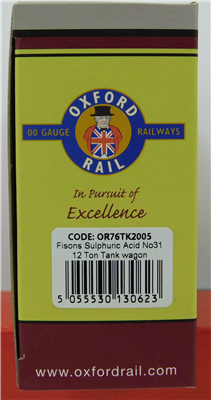 OXFORD
OO GAUGE RAILWAYS
RAIL
In Pursuit of
Excellence
CODE: OR76TK2005
Fisons Sulphuric Acid No31
12 Ton Tank wagon
5 055530 130623
www.oxfordrail.com